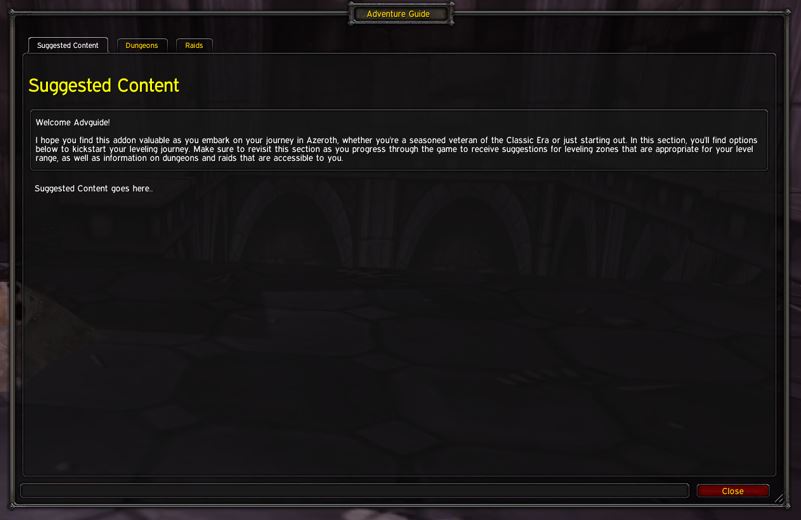 Adventure Guide
Suggested Content
Dungeons
Raids
Suggested Content
Welcome Advguide!
I hope you find this addon valuable as you embark on your journey in Azeroth, whether you're a seasoned veteran of the Classic Era or just starting out. In this section, you'll find options
below to kickstart your leveling journey. Make sure to revisit this section as you progress through the game to receive suggestions for leveling zones that are appropriate for your level
range, as well as information on dungeons and raids that are accessible to you.
Suggested Content goes here..
Close